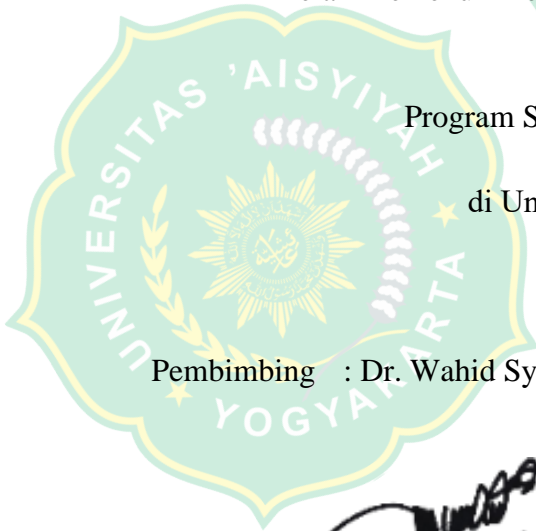 UNIVERSITAS 'AISYIYAH
YOGYAKARTA
Program S
di Un
Pembimbing : Dr. Wahid Sy